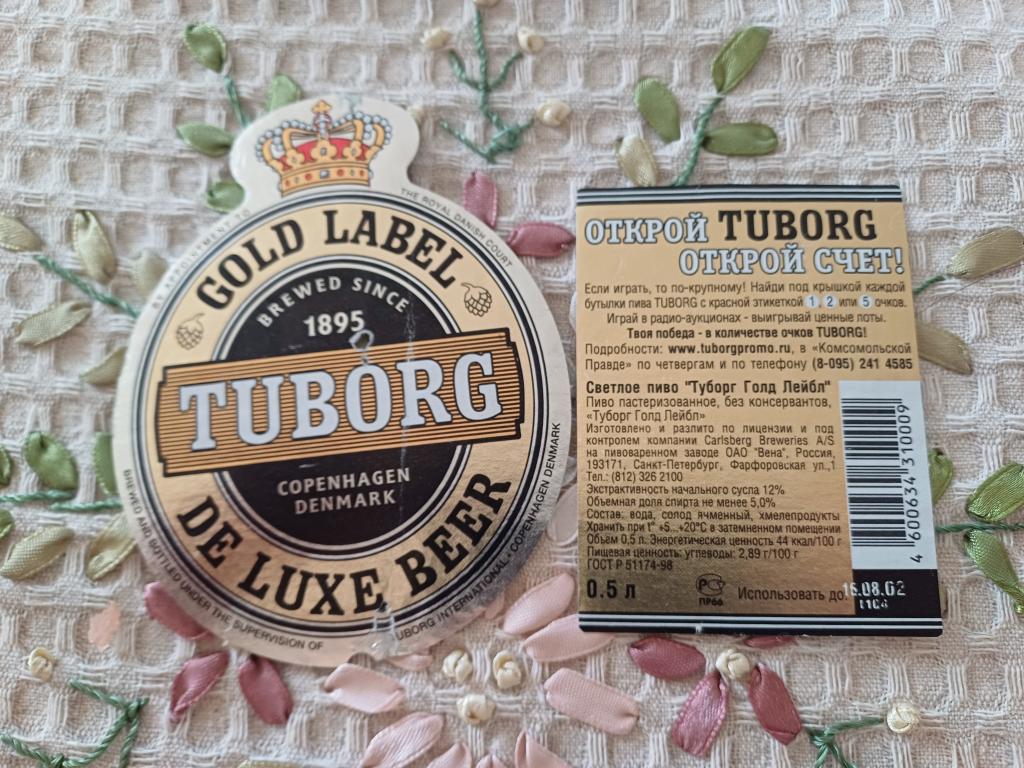 BY APPOINTMENT TO THE ROYAL DANISH COURT
GOLD LABEL
BREWED SINCE
1895
TUBORG
COPENHAGEN
DENMARK
DE LUXE BEER
BREWED AND BOTTLED UNDER THE SUPERVISION OF
UBORG INTERNATIONAL • COPENHAGEN DENMARK
ОТКРОЙ TUBORG
ОТКРОЙ СЧЕТ!
Если играть, то по-крупному! Найди под крышкой каждой
бутылки пива TUBORG с красной этикеткой 1, 2 или 5 очков.
Играй в радио-аукционах - выигрывай ценные лоты.
Твоя победа - в количестве очков TUBORG!
Подробности: www.tuborgpromo.ru, в «Комсомольской
Правде» по четвергам и по телефону (8-095) 241 4585
Светлое пиво "Туборг Голд Лейбл"
Пиво пастеризованное, без консервантов,
«Туборг Голд Лейбл»
Изготовлено и разлито по лицензии и под
контролем компании Carlsberg Breweries A/S
на пивоваренном заводе ОАО "Вена", Россия,
193171, Санкт-Петербург, Фарфоровская ул.,1
Тел.: (812) 326 2100
Экстрактивность начального сусла 12%
Объемная доля спирта не менее 5,0%
Состав: вода, солод ячменный, хмелепродукты
Хранить при t° +5...+20°С в затемненном помещении
Объем 0,5 л. Энергетическая ценность 44 ккал/100 г
Пищевая ценность: углеводы: 2,89 г/100 г
ГОСТ Р 51174-98
0.5 л
РСТ
ПР66
Использовать до
16.08.02
1104
4 600634 310009